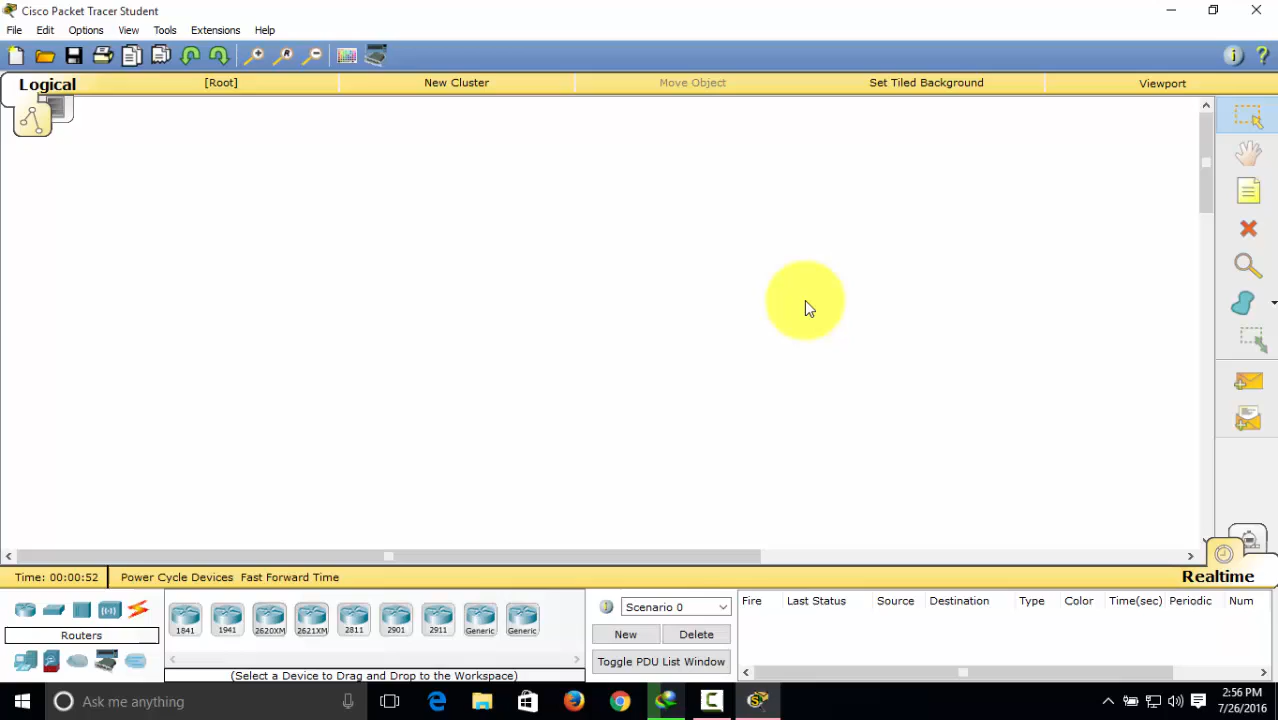 Cisco Packet Tracer Student
File Edit Options View Tools Extensions Help
Logical [Root] New Cluster Move Object Set Tiled Background Viewport
Time: 00:00:52 Power Cycle Devices Fast Forward Time Realtime
Routers
1841 1941 2620XM 2621XM 2811 2901 2911 Generic Generic
(Select a Device to Drag and Drop to the Workspace)
Scenario 0
New Delete
Toggle PDU List Window
Fire Last Status Source Destination Type Color Time(sec) Periodic Num
Ask me anything
2:56 PM
7/26/2016